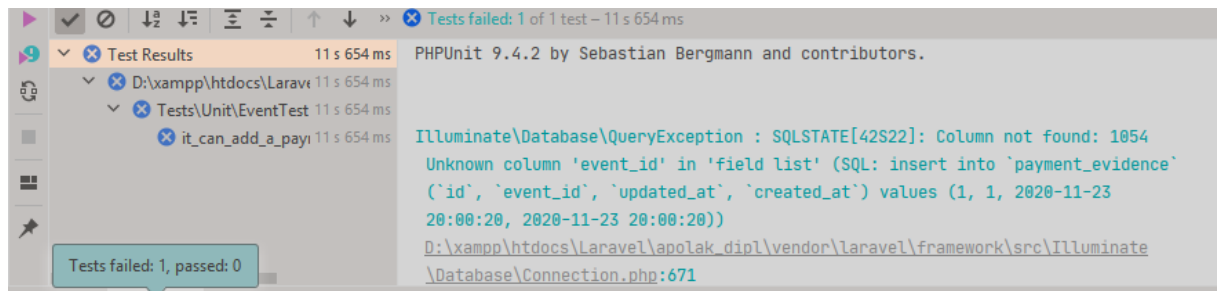 » Tests failed: 1 of 1 test – 11 s 654 ms
Test Results 11 s 654 ms
D:\xampp\htdocs\Larave 11 s 654 ms
Tests\Unit\EventTest 11 s 654 ms
it_can_add_a_payı 11 s 654 ms
PHPUnit 9.4.2 by Sebastian Bergmann and contributors.
Illuminate\Database\QueryException : SQLSTATE[42S22]: Column not found: 1054
Unknown column 'event_id' in 'field list' (SQL: insert into `payment_evidence`
(`id`, `event_id`, `updated_at`, `created_at`) values (1, 1, 2020-11-23
20:00:20, 2020-11-23 20:00:20))
D:\xampp\htdocs\Laravel\apolak_dipl\vendor\laravel\framework\src\Illuminate
\Database\Connection.php:671
Tests failed: 1, passed: 0